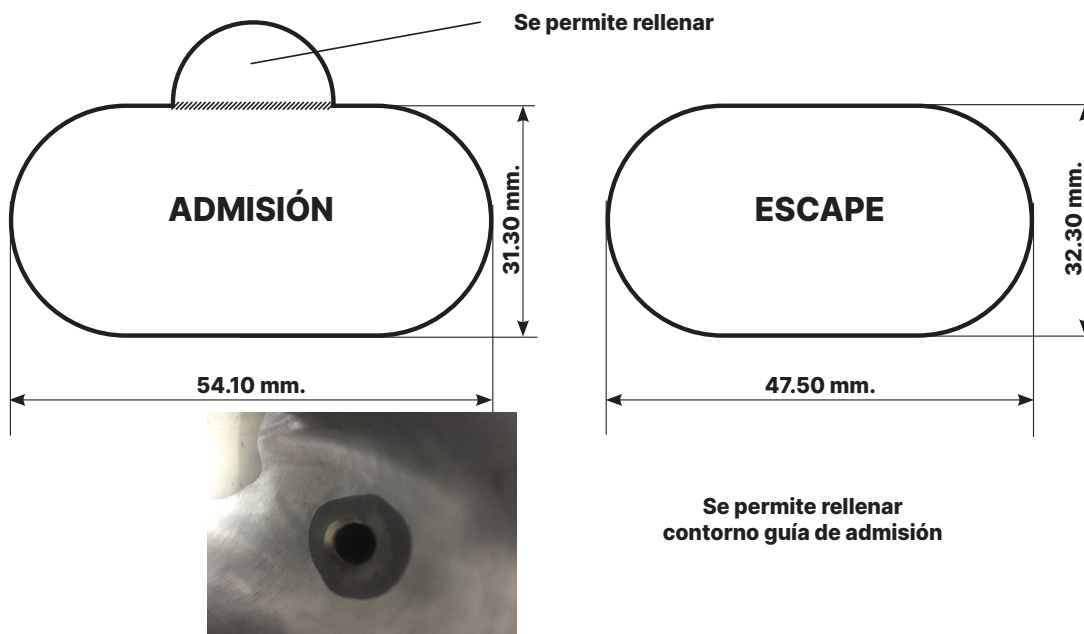 Se permite rellenar
ADMISIÓN
31.30 mm.
54.10 mm.
ESCAPE
32.30 mm.
47.50 mm.
Se permite rellenar
contorno guía de admisión